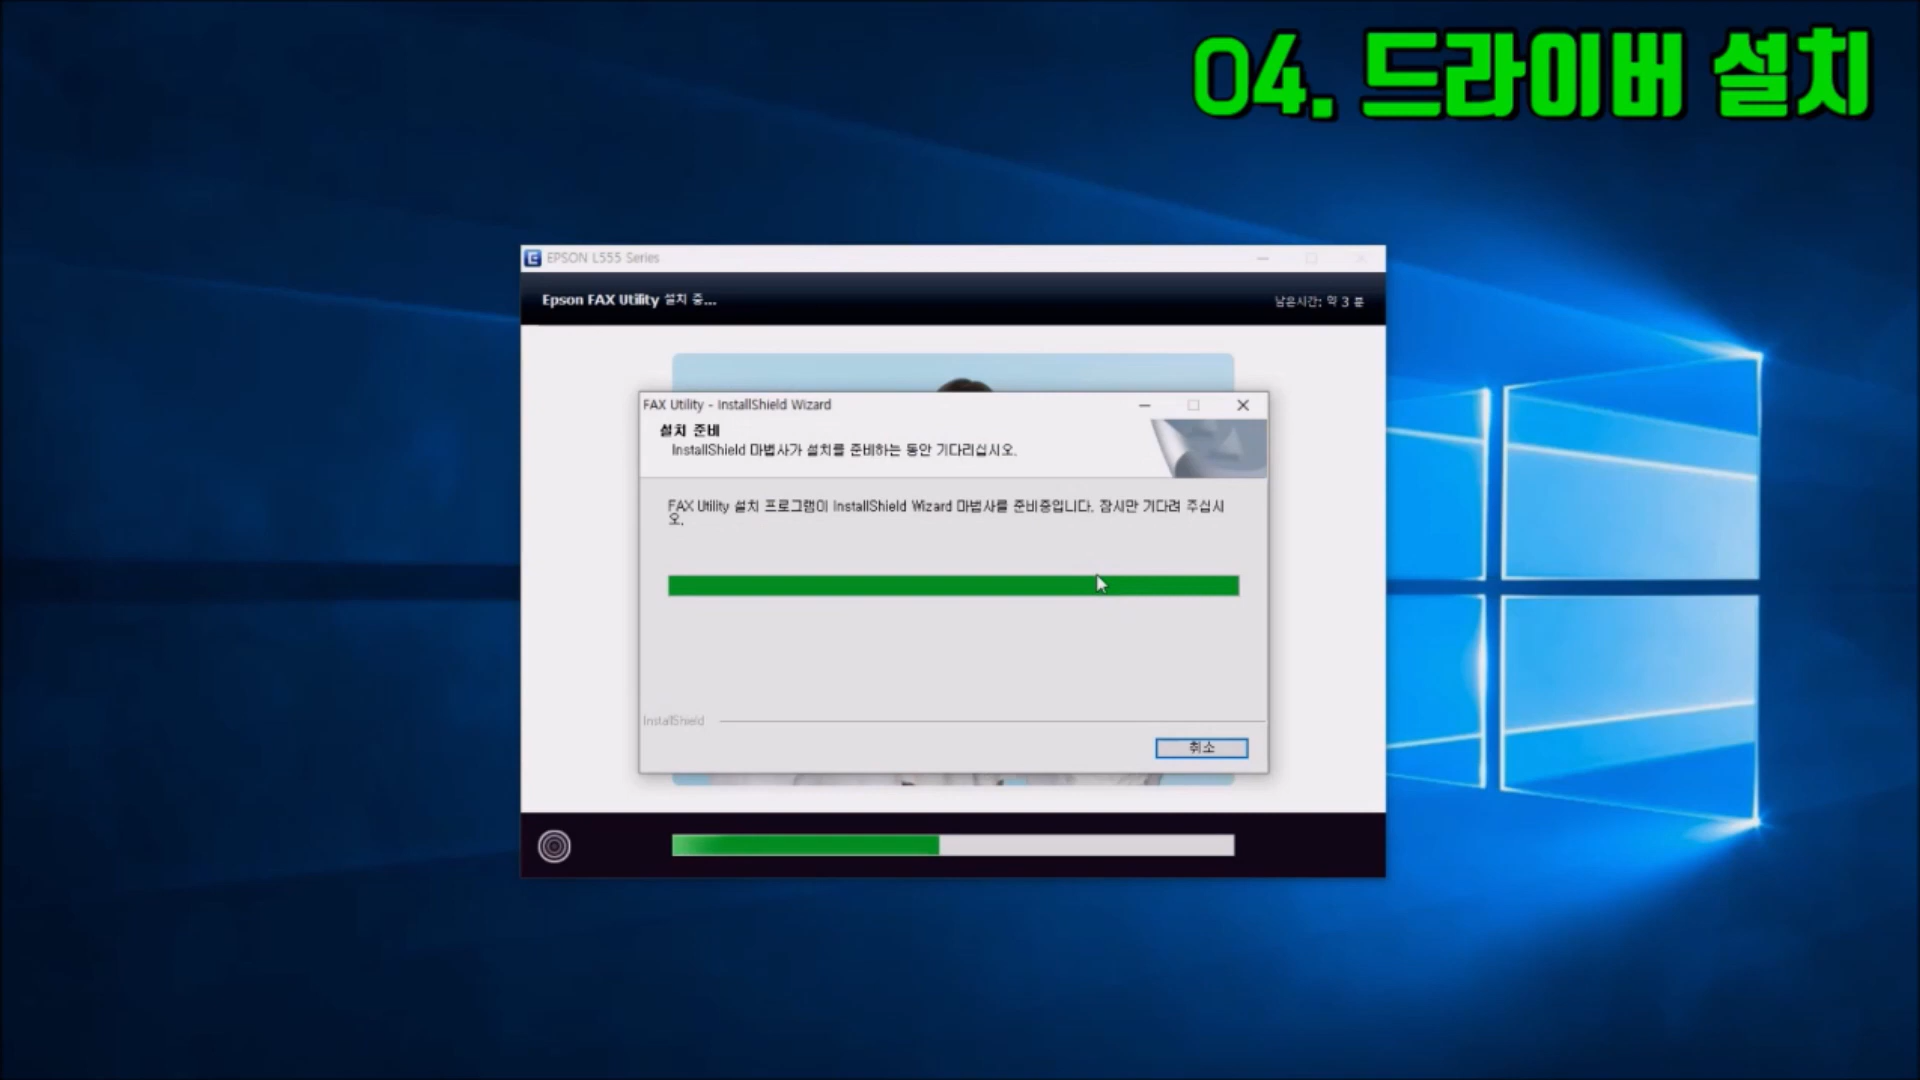 04. 드라이버 설치
EPSON L555 Series
Epson FAX Utility 설치 중...
남은시간: 약 3 분
FAX Utility - InstallShield Wizard
설치 준비
InstallShield 마법사가 설치를 준비하는 동안 기다리십시오.
FAX Utility 설치 프로그램이 InstallShield Wizard 마법사를 준비중입니다. 잠시만 기다려 주십시
오.
InstallShield
취소